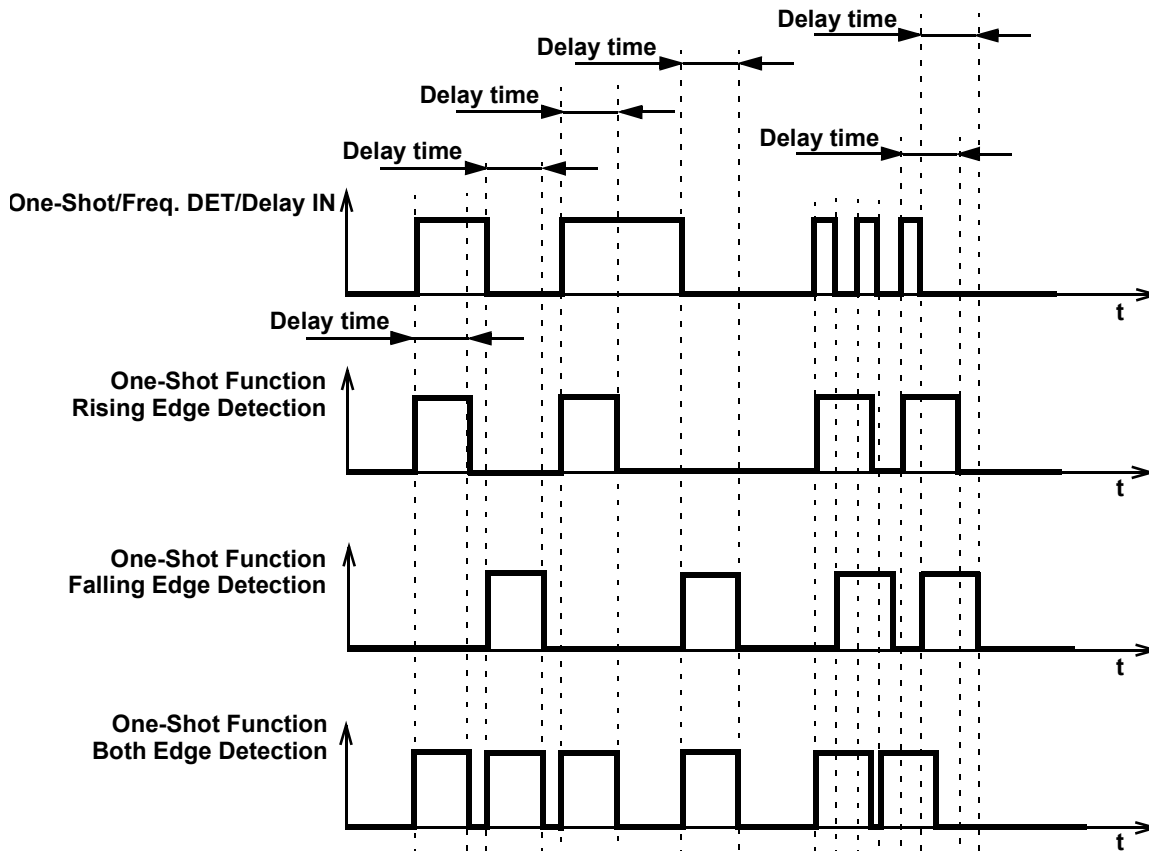 Delay time
Delay time
Delay time
Delay time
Delay time
One-Shot/Freq. DET/Delay IN
t
Delay time
One-Shot Function
Rising Edge Detection
t
One-Shot Function
Falling Edge Detection
t
One-Shot Function
Both Edge Detection
t